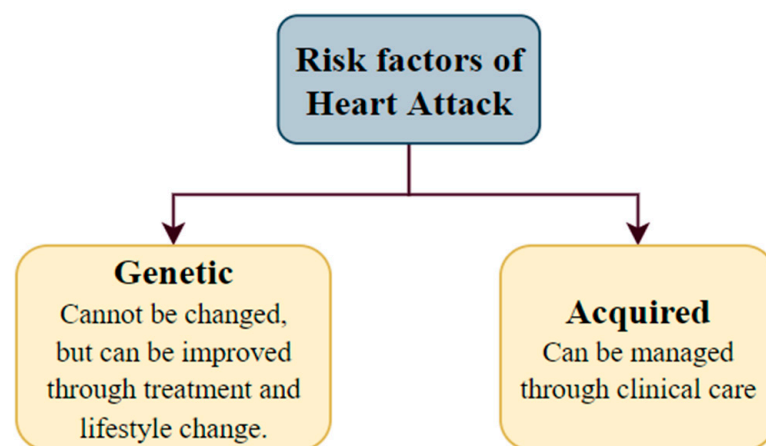 Risk factors of
Heart Attack
Genetic
Cannot be changed,
but can be improved
through treatment and
lifestyle change.
Acquired
Can be managed
through clinical care